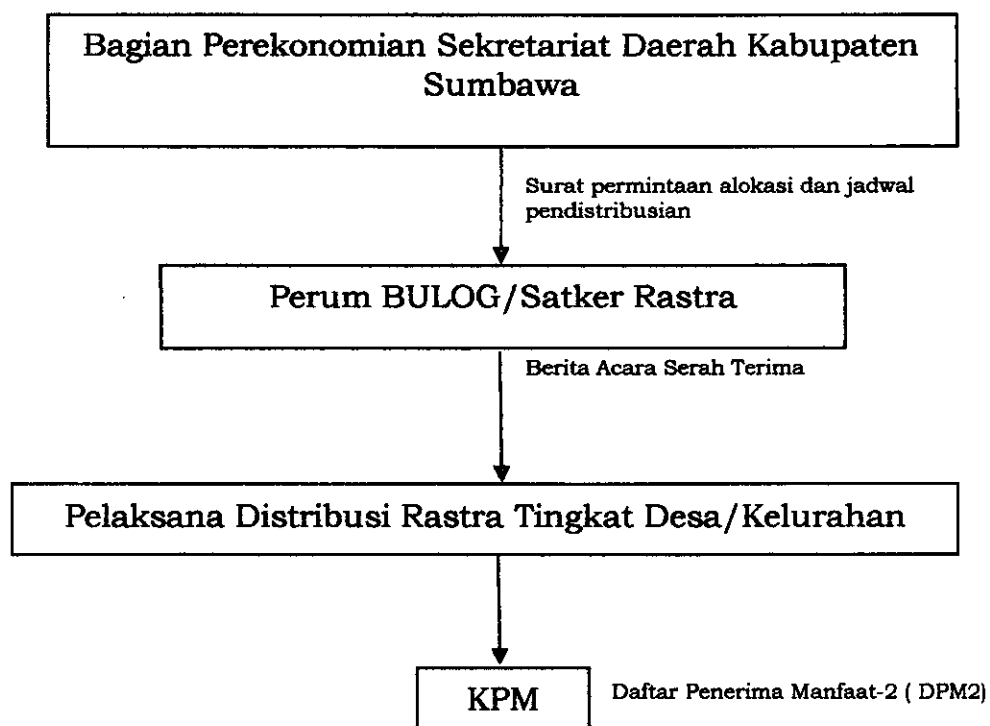 Bagian Perekonomian Sekretariat Daerah Kabupaten
Sumbawa
Surat permintaan alokasi dan jadwal
pendistribusian
Perum BULOG/Satker Rastra
Berita Acara Serah Terima
Pelaksana Distribusi Rastra Tingkat Desa/Kelurahan
KPM
Daftar Penerima Manfaat-2 ( DPM2)